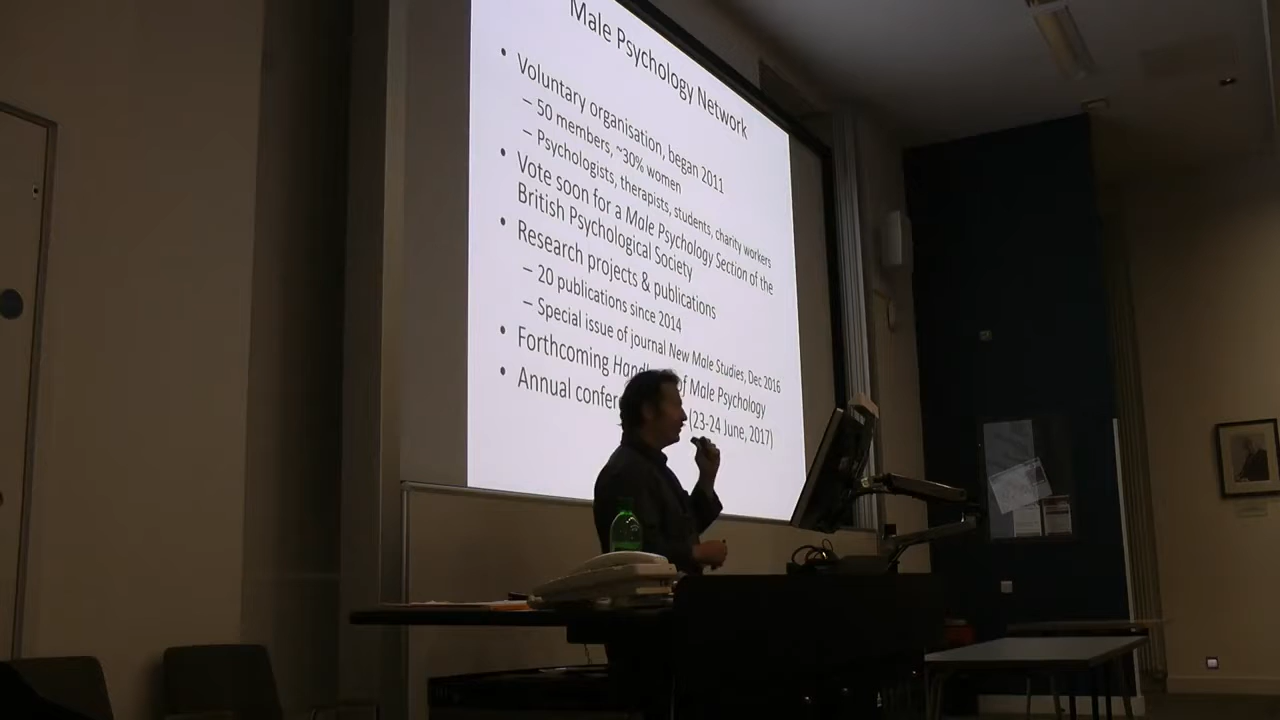 Male Psychology Network
• Voluntary organisation, began 2011
– 50 members, ~30% women
– Psychologists, therapists, students, charity workers
• Vote soon for a Male Psychology Section of the
British Psychological Society
• Research projects & publications
– 20 publications since 2014
– Special issue of journal New Male Studies, Dec 2016
• Forthcoming of Male Psychology
• Annual (23-24 June, 2017)